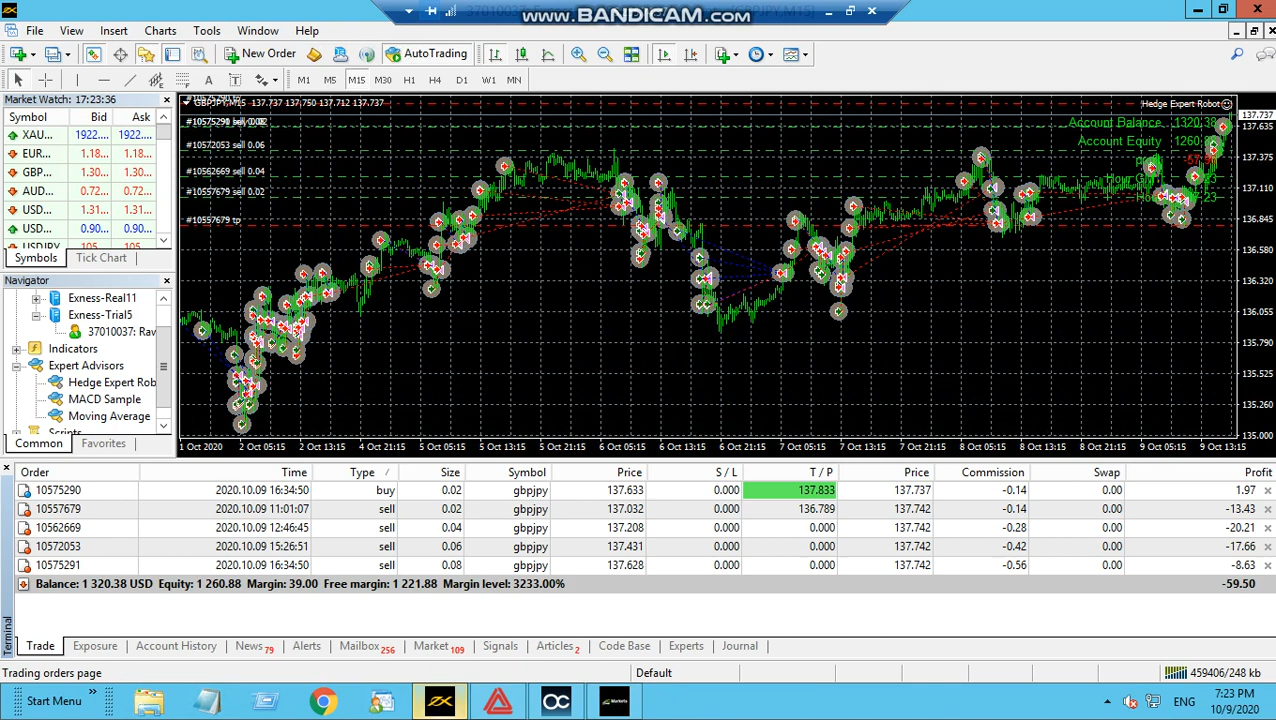 www.BANDICAM.com
File View Insert Charts Tools Window Help
New Order AutoTrading
M1 M5 M15 M30 H1 H4 D1 W1 MN
Market Watch: 17:23:36
Symbol Bid Ask
XAU... 1922.... 1922....
EUR... 1.18... 1.18...
GBP... 1.30... 1.30...
AUD... 0.72... 0.72...
USD... 1.31... 1.31...
USD... 0.90... 0.90...
USDJPY 105
Symbols Tick Chart
Navigator
Exness-Real11
Exness-Trial5
37010037: Rav
Indicators
Expert Advisors
Hedge Expert Rob
MACD Sample
Moving Average
Scripts
Common Favorites
GBPJPY,M15 137.737 137.750 137.712 137.737
Hedge Expert Robot
#10575291 sell 0.08
#10572053 sell 0.06
#10562669 sell 0.04
#10557679 sell 0.02
#10557679 tp
Account Balance 1320.38
Account Equity
137.737
137.635
137.375
137.110
136.845
136.580
136.320
136.055
135.790
135.525
135.260
135.000
1 Oct 2020 2 Oct 05:15 2 Oct 13:15 4 Oct 21:15 5 Oct 05:15 5 Oct 13:15 5 Oct 21:15 6 Oct 05:15 6 Oct 13:15 6 Oct 21:15 7 Oct 05:15 7 Oct 13:15 7 Oct 21:15 8 Oct 05:15 8 Oct 13:15 8 Oct 21:15 9 Oct 05:15 9 Oct 13:15
Order Time Type / Size Symbol Price S / L T / P Price Commission Swap Profit
10575290 2020.10.09 16:34:50 buy 0.02 gbpjpy 137.633 0.000 137.833 137.737 -0.14 0.00 1.97
10557679 2020.10.09 11:01:07 sell 0.02 gbpjpy 137.032 0.000 136.789 137.742 -0.14 0.00 -13.43
10562669 2020.10.09 12:46:45 sell 0.04 gbpjpy 137.208 0.000 0.000 137.742 -0.28 0.00 -20.21
10572053 2020.10.09 15:26:51 sell 0.06 gbpjpy 137.431 0.000 0.000 137.742 -0.42 0.00 -17.66
10575291 2020.10.09 16:34:50 sell 0.08 gbpjpy 137.628 0.000 0.000 137.742 -0.56 0.00 -8.63
Balance: 1 320.38 USD Equity: 1 260.88 Margin: 39.00 Free margin: 1 221.88 Margin level: 3233.00% -59.50
Terminal
Trade Exposure Account History News 79 Alerts Mailbox 256 Market 109 Signals Articles 2 Code Base Experts Journal
Trading orders page Default 459406/248 kb
Start Menu ENG 7:23 PM
10/9/2020